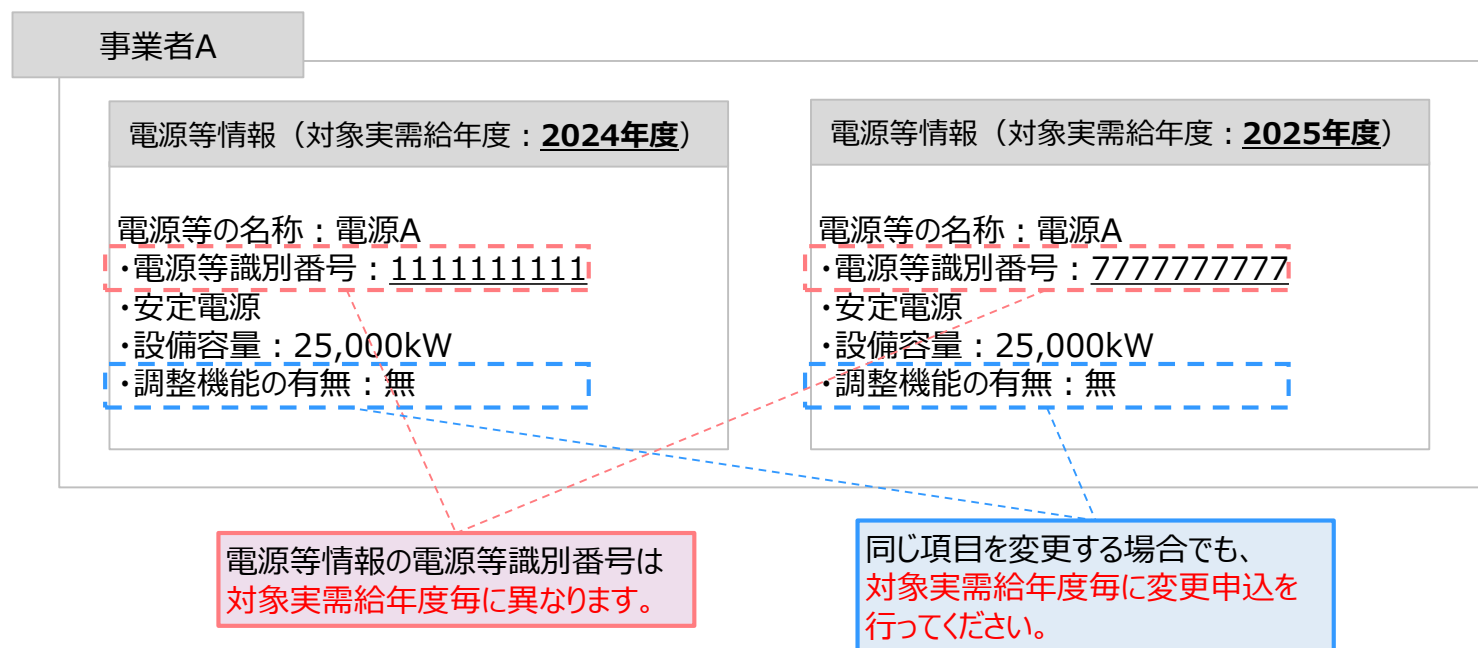 事業者A
電源等情報（対象実需給年度：2024年度）
電源等の名称：電源A
・電源等識別番号：1111111111
・安定電源
・設備容量：25,000kW
・調整機能の有無：無
電源等情報（対象実需給年度：2025年度）
電源等の名称：電源A
・電源等識別番号：7777777777
・安定電源
・設備容量：25,000kW
・調整機能の有無：無
電源等情報の電源等識別番号は
対象実需給年度毎に異なります。
同じ項目を変更する場合でも、
対象実需給年度毎に変更申込を
行ってください。